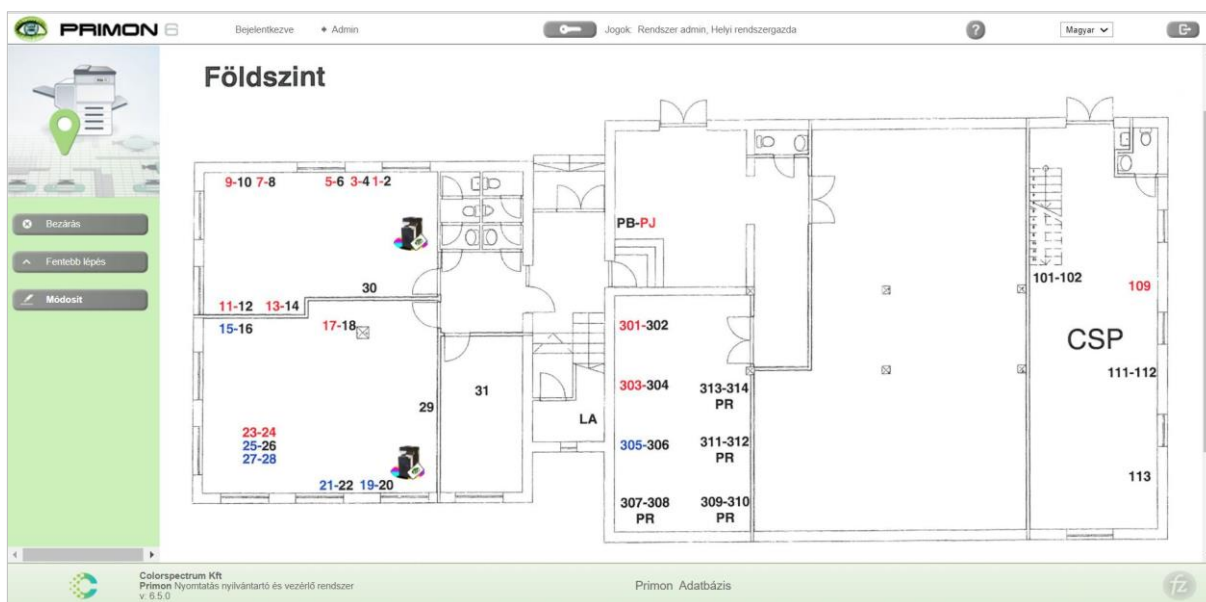 PRIMON 6
Bejelentkezve
Admin
Jogok: Rendszer admin, Helyi rendszergazda
?
Magyar
Földszint
Bezárás
Fentebb lépés
Módosít
9-10 7-8 5-6 3-4 1-2
PB-PJ
30
11-12 13-14
15-16 17-18
101-102
109
301-302
CSP
303-304
313-314
PR
111-112
31
29
LA
23-24
25-26
27-28
305-306
311-312
PR
113
21-22 19-20
307-308
PR
309-310
PR
Colorspectrum Kft
Primon Nyomtatás nyilvántartó és vezérlő rendszer
v: 6.5.0
Primon Adatbázis
fz